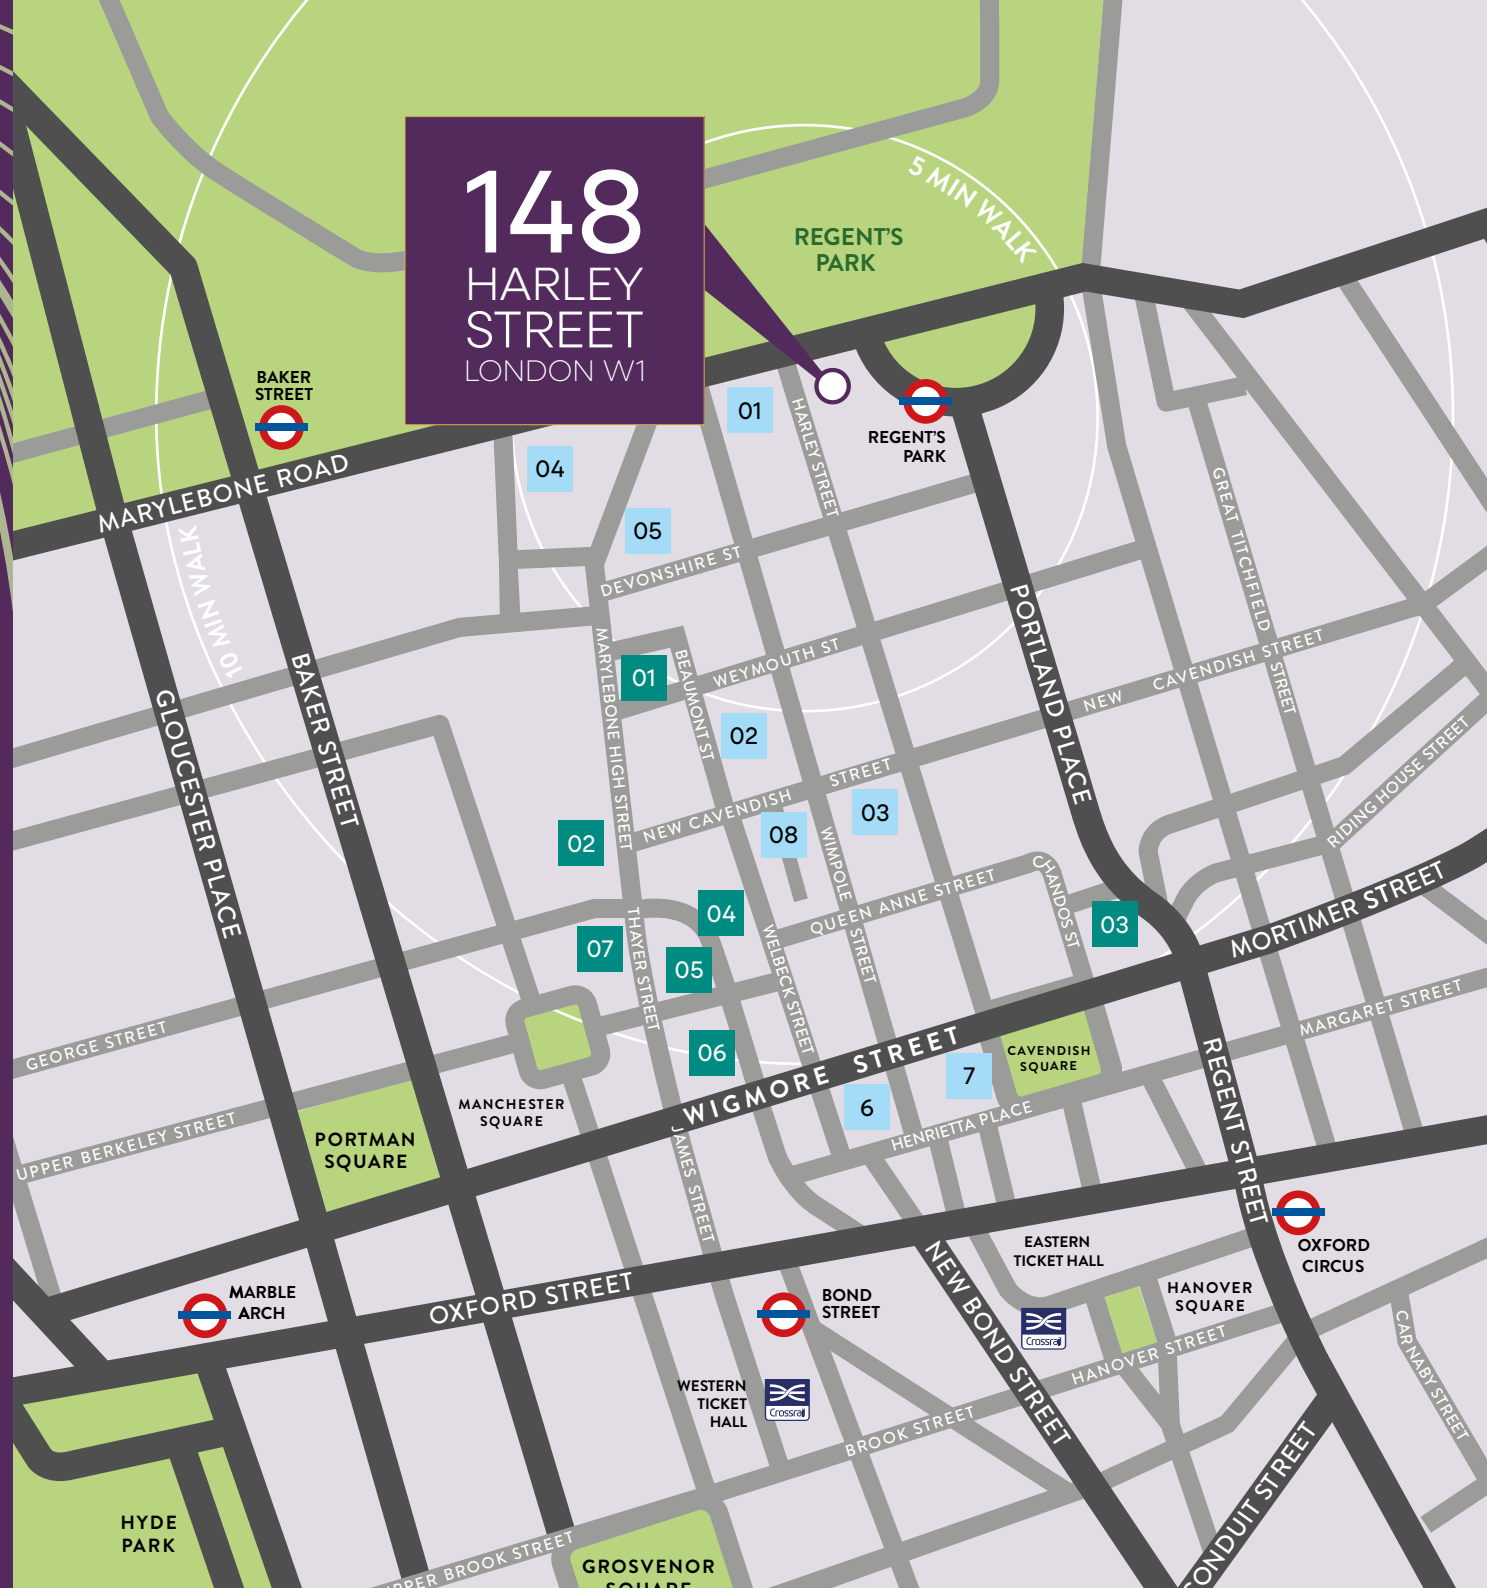 148
HARLEY
STREET
LONDON W1
5 MIN WALK
REGENT'S
PARK
BAKER
STREET
01
HARLEY STREET
REGENT'S
PARK
MARYLEBONE ROAD
04
05
10 MIN WALK
DEVONSHIRE ST
GREAT TITCHFIELD STREET
PORTLAND PLACE
MARYLEBONE HIGH STREET
01
BEAUMONT ST
WEYMOUTH ST
NEW CAVENDISH STREET
BAKER STREET
GLOUCESTER PLACE
02
NEW CAVENDISH STREET
03
08
02
WIMPOLE STREET
RIDING HOUSE STREET
QUEEN ANNE STREET
CHANDOS ST
04
03
MORTIMER STREET
07
05
THAYER STREET
WELBECK STREET
MARGARET STREET
GEORGE STREET
06
WIGMORE STREET
CAVENDISH
SQUARE
7
6
HENRIETTA PLACE
REGENT STREET
MANCHESTER
SQUARE
UPPER BERKELEY STREET
PORTMAN
SQUARE
JAMES STREET
OXFORD
CIRCUS
EASTERN
TICKET HALL
HANOVER
SQUARE
MARBLE
ARCH
OXFORD STREET
BOND
STREET
NEW BOND STREET
Crossrail
HANOVER STREET
CARNABY STREET
WESTERN
TICKET
HALL
Crossrail
BROOK STREET
CONDUIT STREET
HYDE
PARK
UPPER BROOK STREET
GROSVENOR
SQUARE